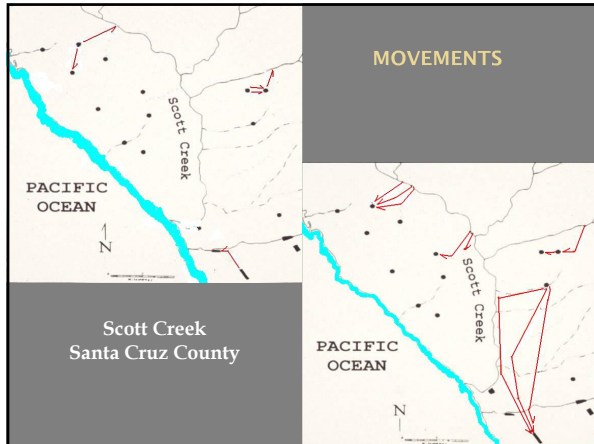 MOVEMENTS
Scott Creek
PACIFIC
OCEAN
N
Scott Creek
Santa Cruz County
Scott Creek
PACIFIC
OCEAN
N